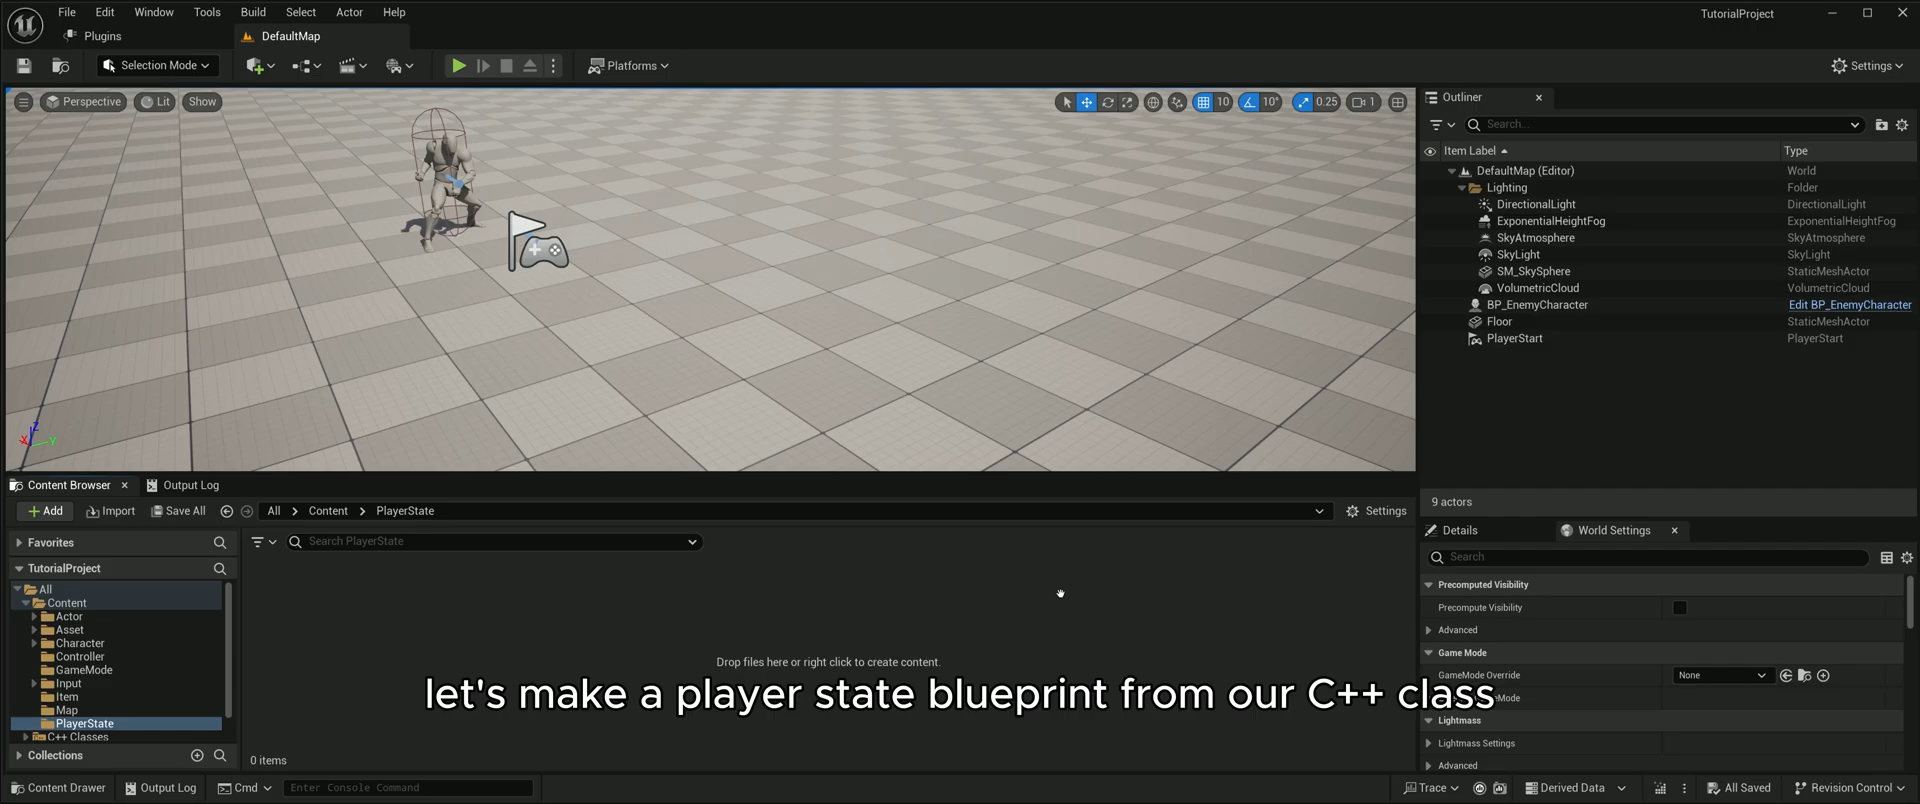 File Edit Window Tools Build Select Actor Help TutorialProject
Plugins DefaultMap
Selection Mode Platforms Settings
Perspective Lit Show 10 10° 0.25 1
Outliner
Search...
Item Label Type
DefaultMap (Editor) World
Lighting Folder
DirectionalLight DirectionalLight
ExponentialHeightFog ExponentialHeightFog
SkyAtmosphere SkyAtmosphere
SkyLight SkyLight
SM_SkySphere StaticMeshActor
VolumetricCloud VolumetricCloud
BP_EnemyCharacter Edit BP_EnemyCharacter
Floor StaticMeshActor
PlayerStart PlayerStart
X Z Y
9 actors
Content Browser Output Log
Add Import Save All All Content PlayerState Settings
Favorites
Search PlayerState
TutorialProject
All
Content
Actor
Asset
Character
Controller
GameMode
Input
Item
Map
PlayerState
C++ Classes
Collections
Drop files here or right click to create content.
let's make a player state blueprint from our C++ class
0 items
Details World Settings
Search
Precomputed Visibility
Precompute Visibility
Advanced
Game Mode
GameMode Override None
Mode
Lightmass
Lightmass Settings
Advanced
Content Drawer Output Log Cmd Enter Console Command Trace Derived Data All Saved Revision Control